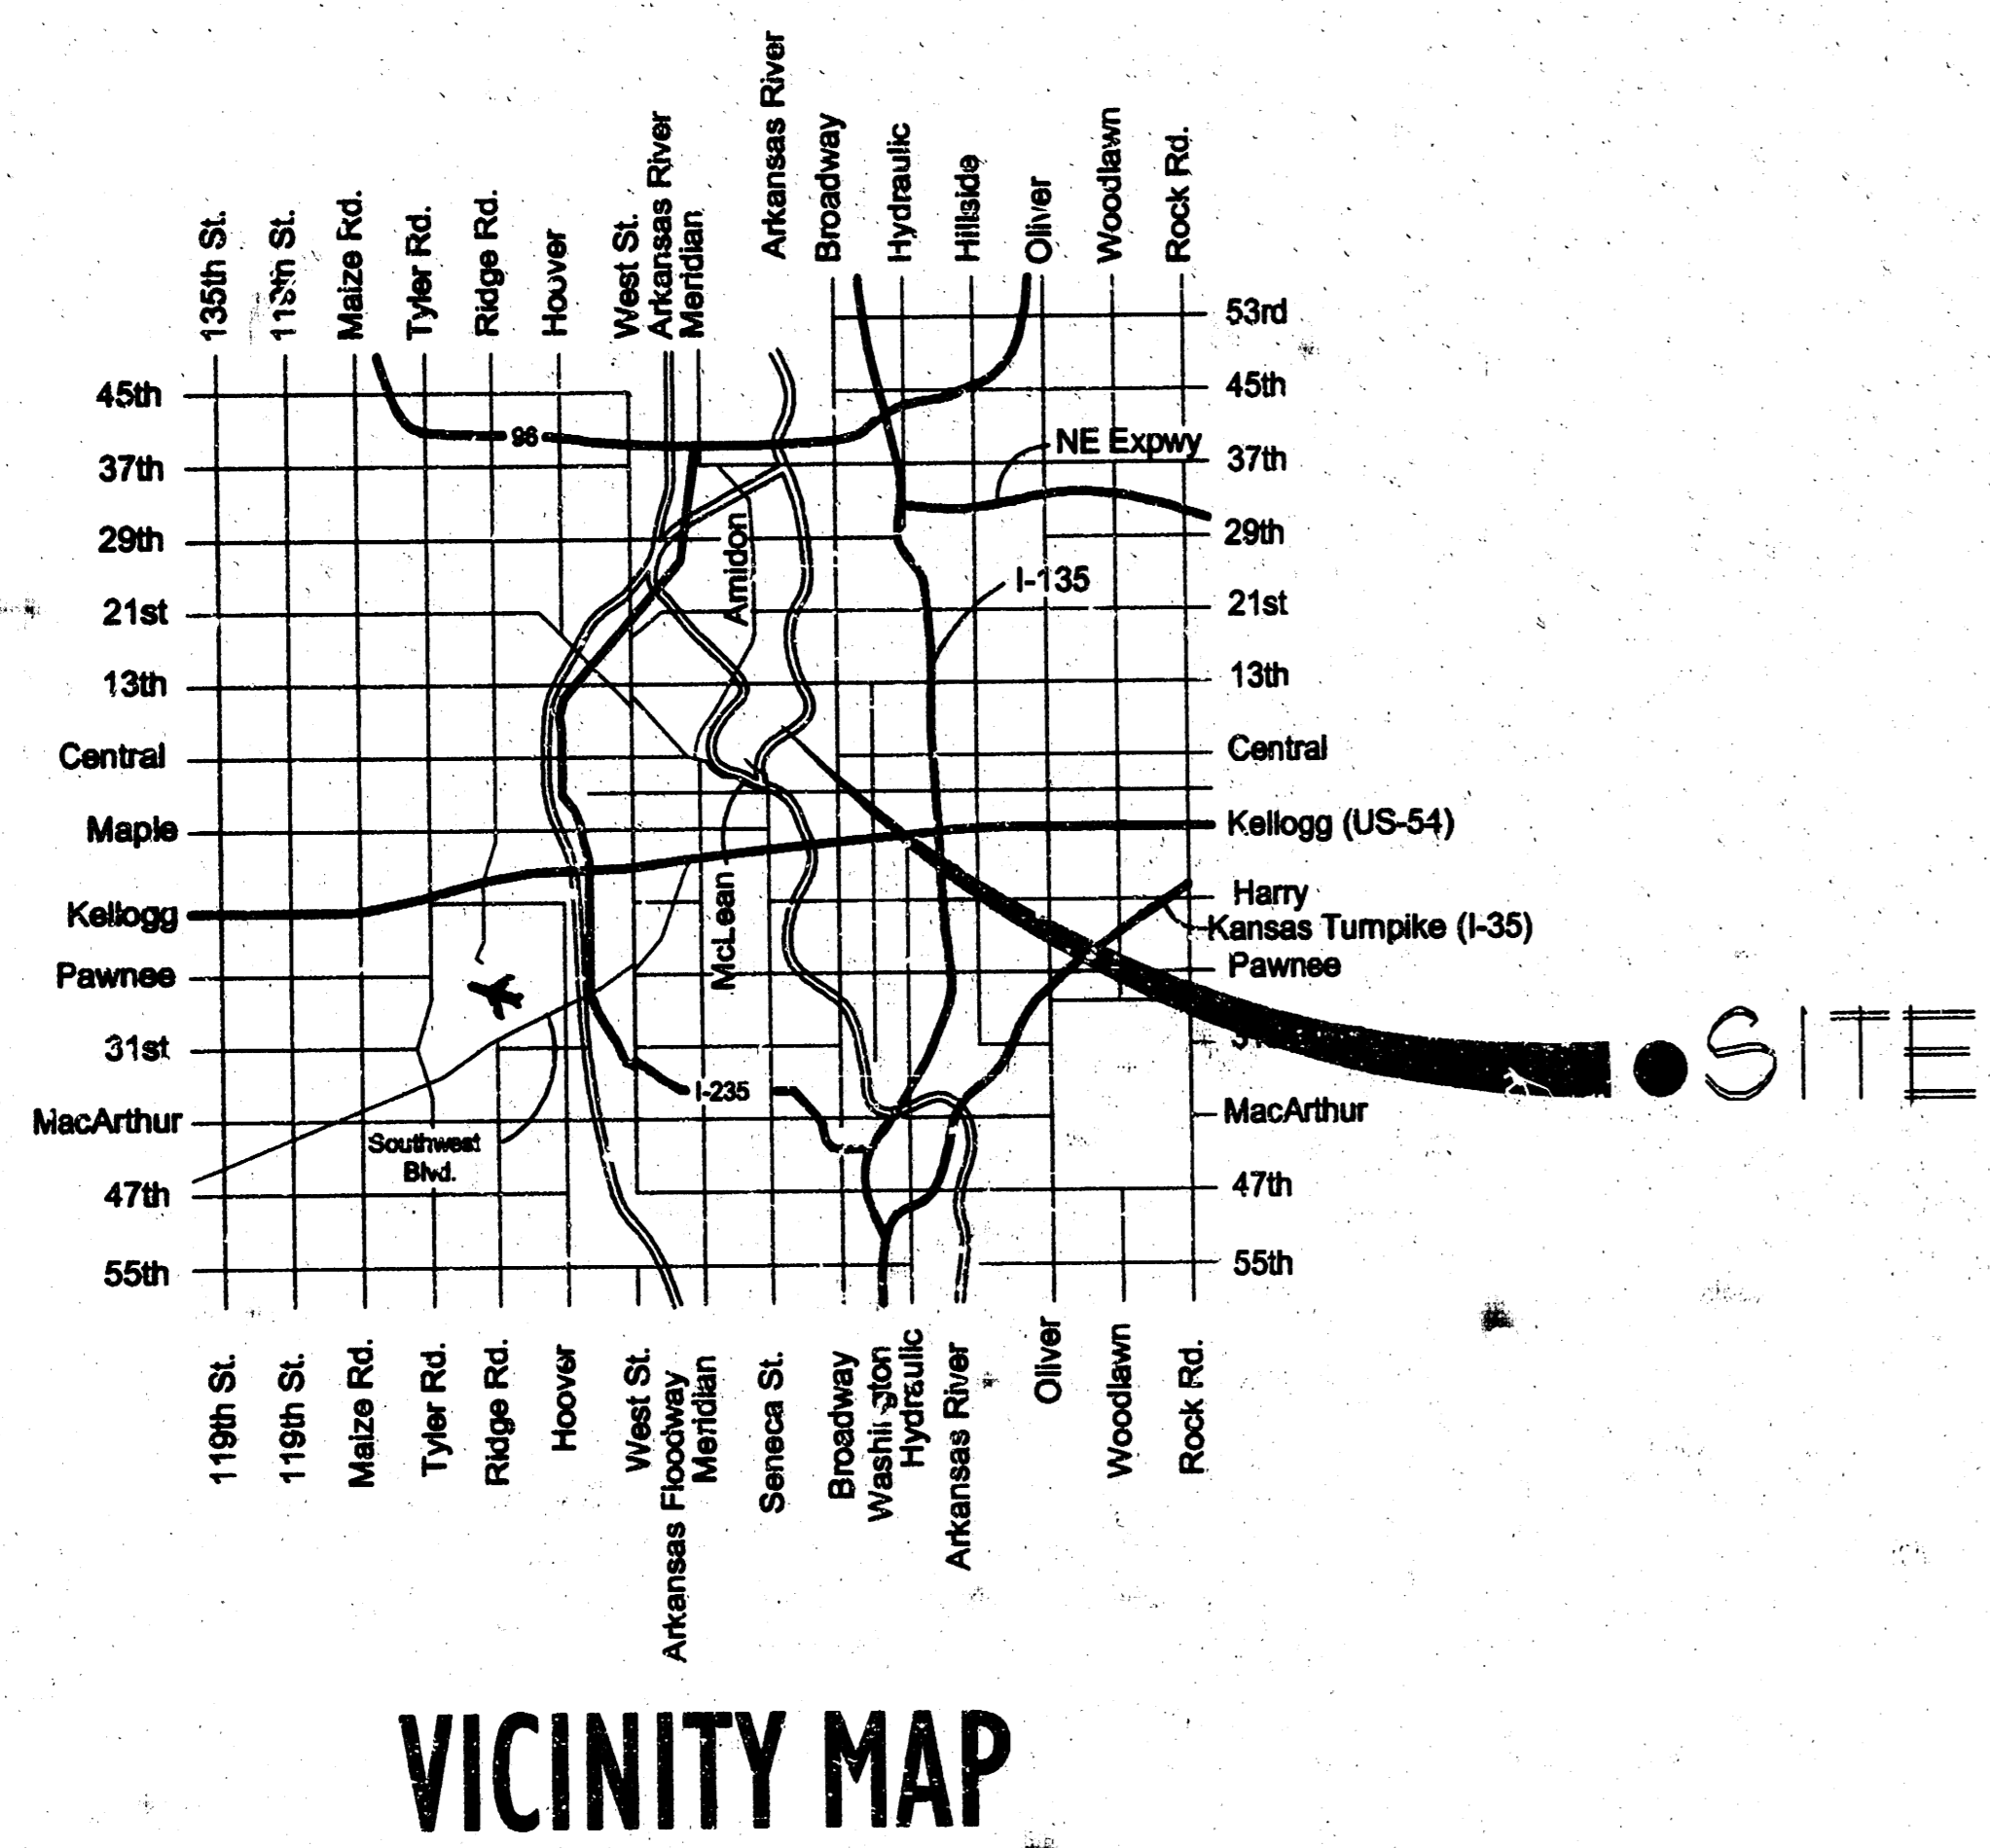 135th St.
119th St.
Maize Rd.
Tyler Rd.
Ridge Rd.
Hoover
West St.
Arkansas River
Meridian
Arkansas River
Broadway
Hydraulic
Hillside
Oliver
Woodlawn
Rock Rd.
45th
37th
29th
21st
13th
Central
Maple
Kellogg
Pawnee
31st
MacArthur
47th
55th
96
Amidon
McLean
I-235
Southwest
Blvd.
NE Expwy
I-135
53rd
45th
37th
29th
21st
13th
Central
Kellogg (US-54)
Harry
Kansas Turnpike (I-35)
Pawnee
MacArthur
47th
55th
SITE
119th St.
119th St.
Maize Rd.
Tyler Rd.
Ridge Rd.
Hoover
West St.
Arkansas Floodway
Meridian
Seneca St.
Broadway
Washington
Hydraulic
Arkansas River
Oliver
Woodlawn
Rock Rd.
VICINITY MAP